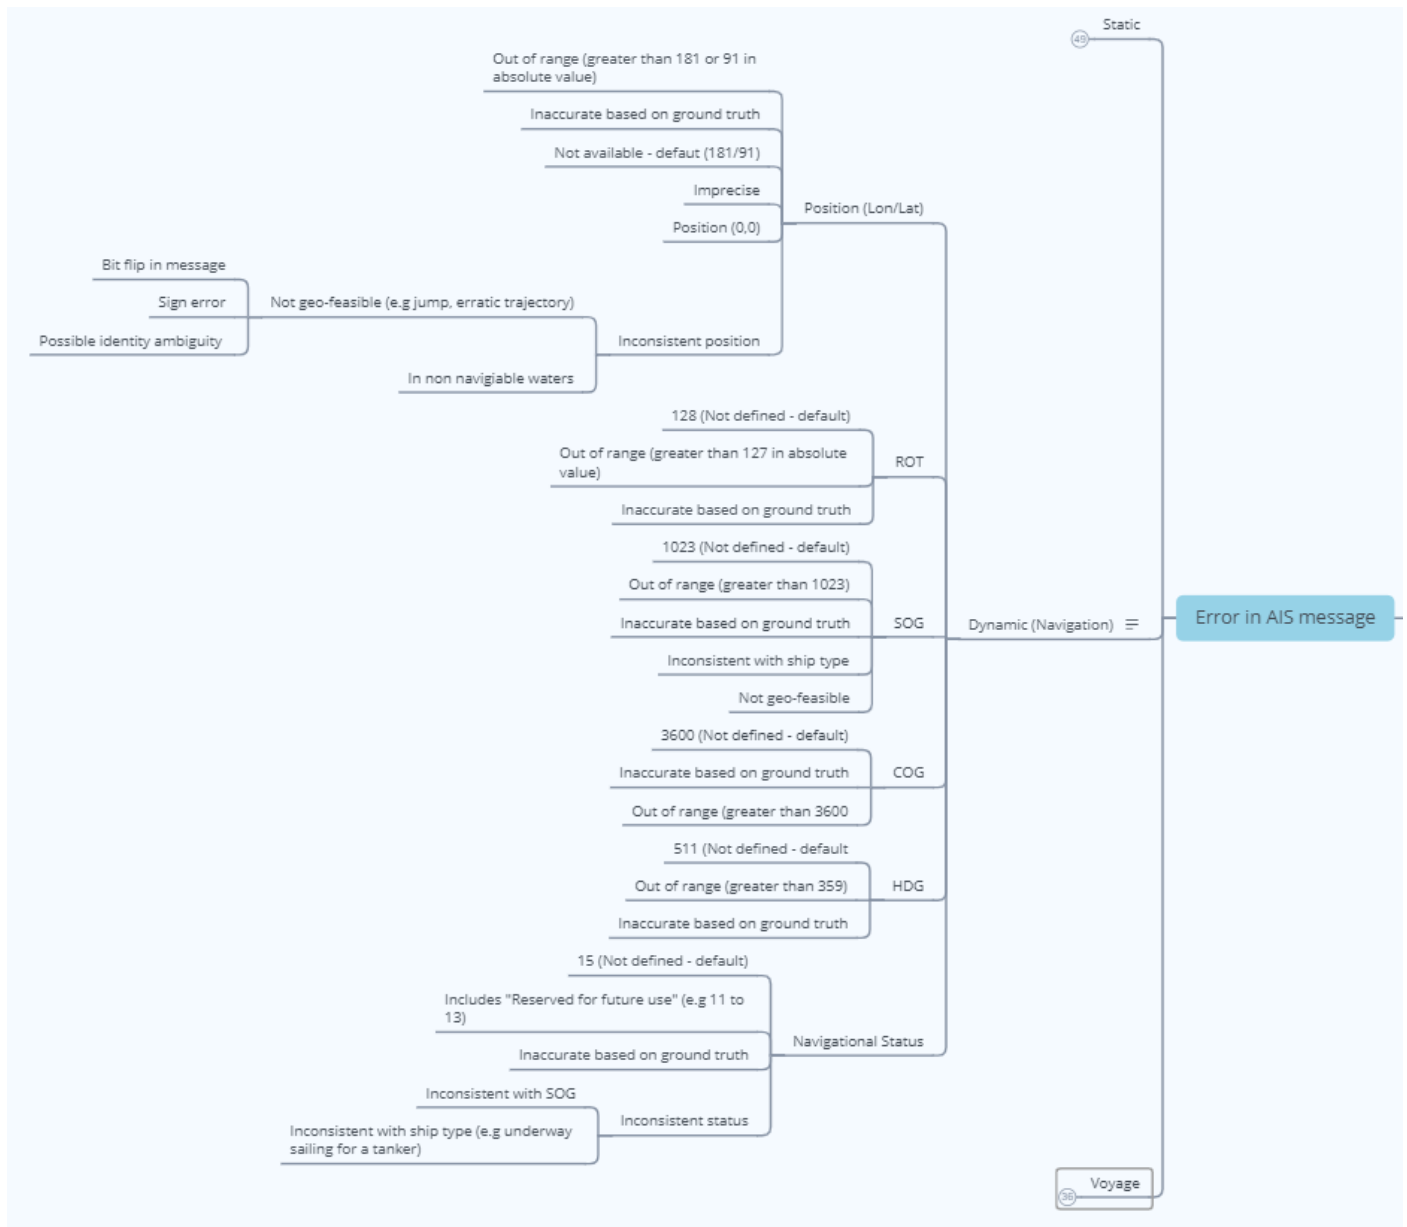 Static
49
Out of range (greater than 181 or 91 in
absolute value)
Inaccurate based on ground truth
Not available - defaut (181/91)
Imprecise
Position (0,0)
Position (Lon/Lat)
Bit flip in message
Sign error
Possible identity ambiguity
Not geo-feasible (e.g jump, erratic trajectory)
In non navigiable waters
Inconsistent position
128 (Not defined - default)
Out of range (greater than 127 in absolute
value)
Inaccurate based on ground truth
ROT
1023 (Not defined - default)
Out of range (greater than 1023)
Inaccurate based on ground truth
Inconsistent with ship type
Not geo-feasible
SOG
Dynamic (Navigation)
Error in AIS message
3600 (Not defined - default)
Inaccurate based on ground truth
Out of range (greater than 3600
COG
511 (Not defined - default
Out of range (greater than 359)
Inaccurate based on ground truth
HDG
15 (Not defined - default)
Includes "Reserved for future use" (e.g 11 to
13)
Inaccurate based on ground truth
Navigational Status
Inconsistent with SOG
Inconsistent with ship type (e.g underway
sailing for a tanker)
Inconsistent status
Voyage
36